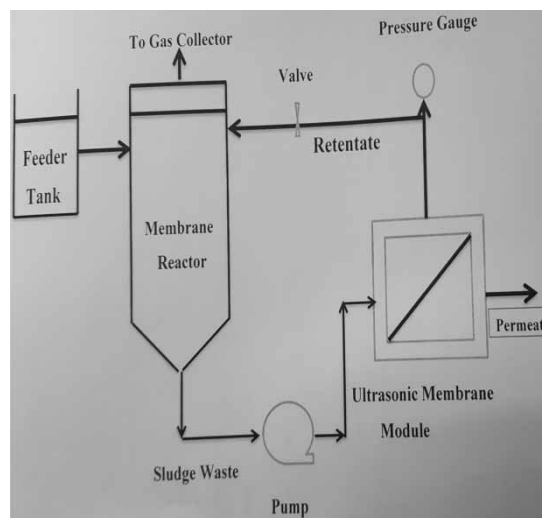 Pressure Gauge
To Gas Collector
Valve
Feeder
Tank
Retentate
Membrane
Reactor
Ultrasonic Membrane
Module
Sludge Waste
Pump